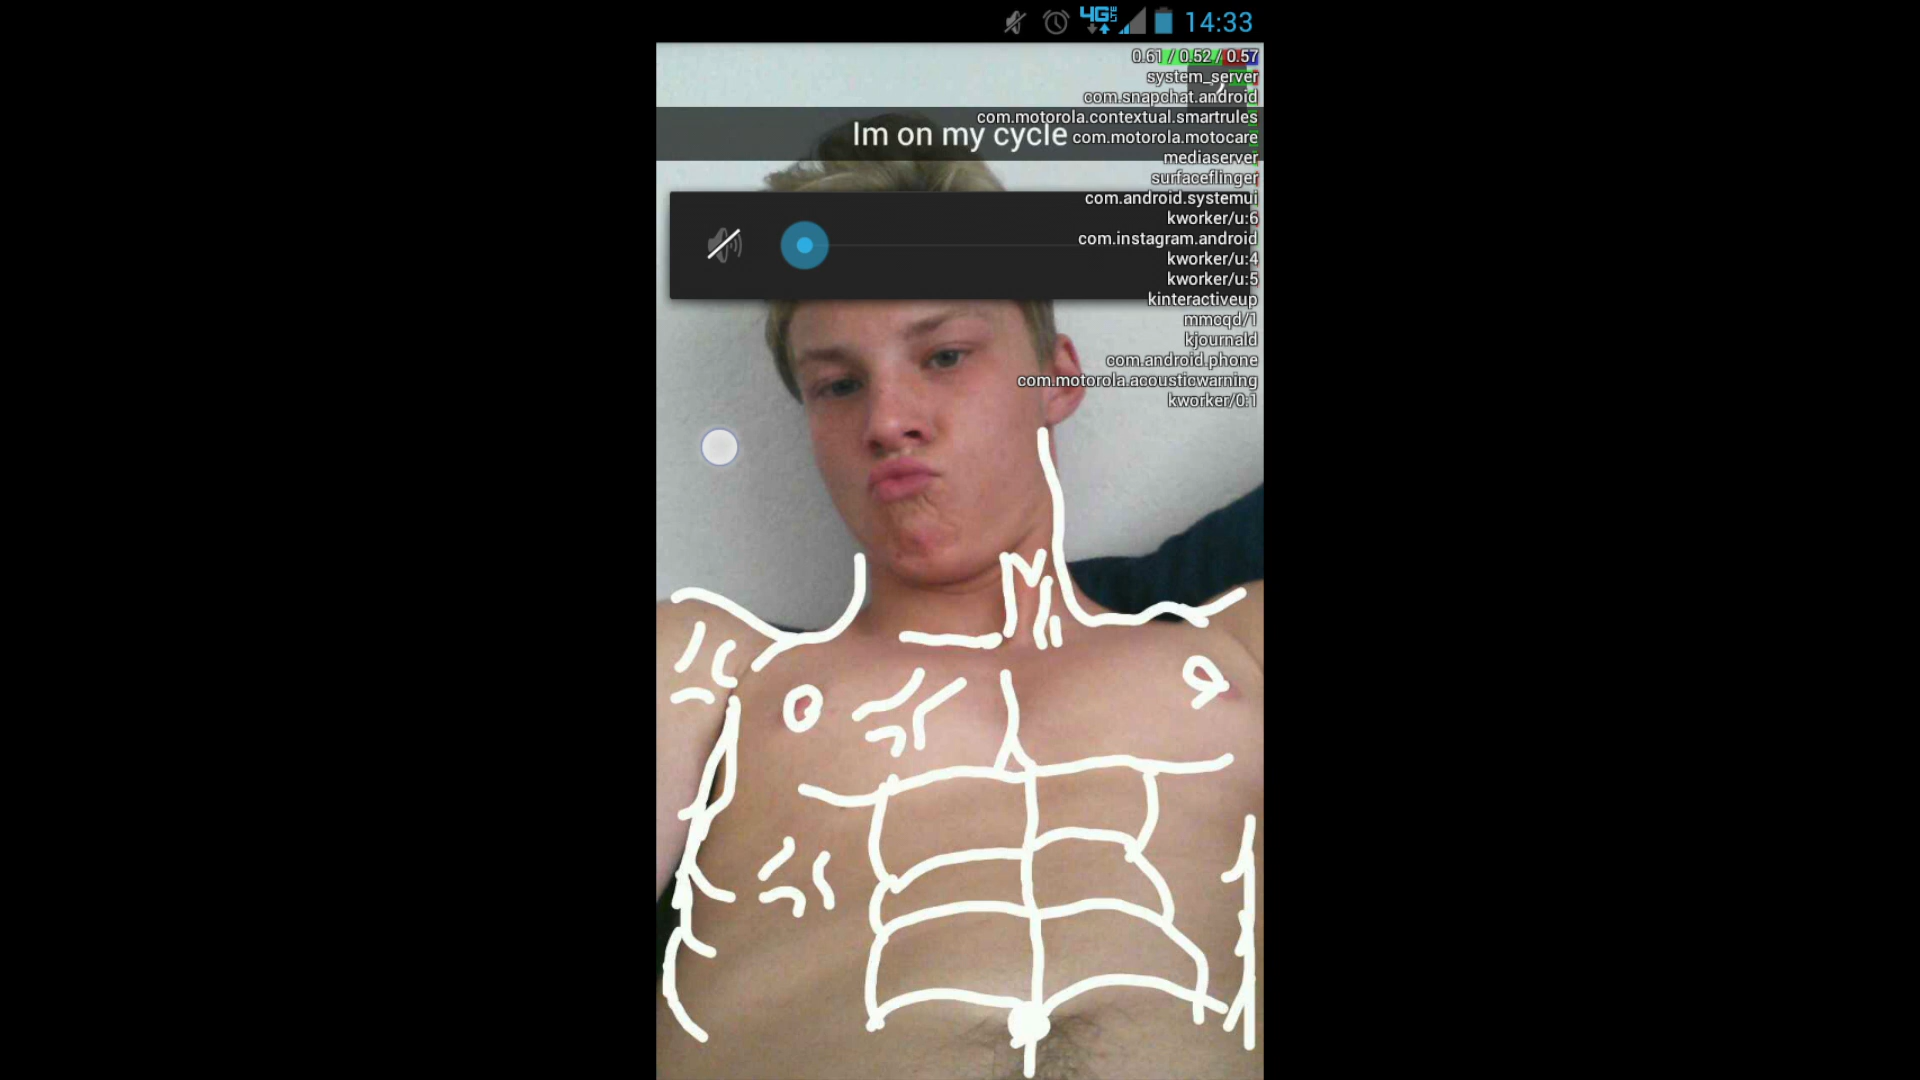 4G LTE 14:33
0.61 / 0.52 / 0.57
system_server
com.snapchat.android
com.motorola.contextual.smartrules
Im on my cycle
com.motorola.motocare
mediaserver
surfaceflinger
com.android.systemui
kworker/u:6
com.instagram.android
kworker/u:4
kworker/u:5
kinteractiveup
mmcqd/1
kjournald
com.android.phone
com.motorola.acousticwarning
kworker/0:1